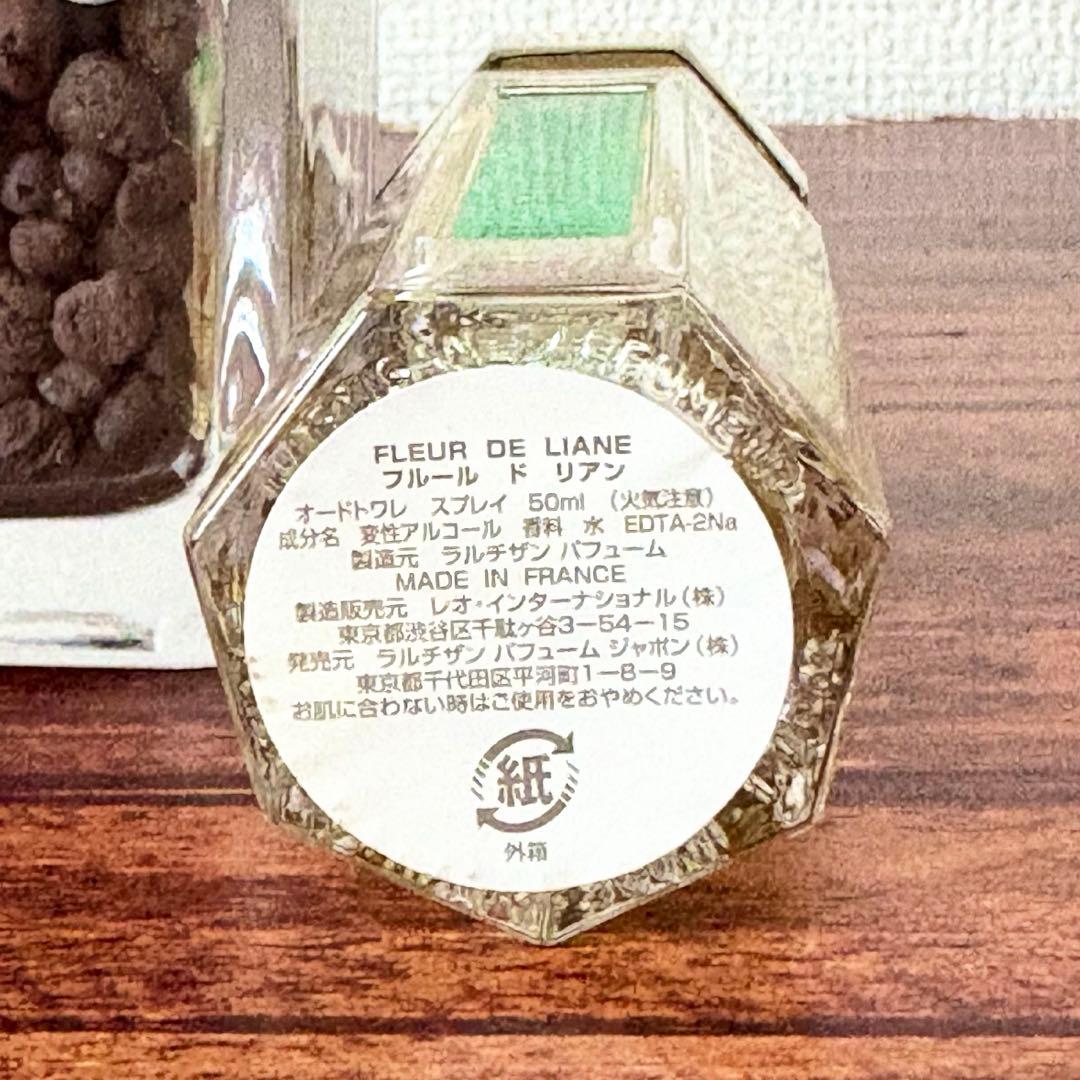 FLEUR DE LIANE
フルール ド リアン
オードトワレ スプレイ 50ml (火気注意)
成分名 変性アルコール 香料 水 EDTA-2Na
製造元 ラルチザン パフューム
MADE IN FRANCE
製造販売元 レオ・インターナショナル(株)
東京都渋谷区千駄ヶ谷3-54-15
発売元 ラルチザン パフューム ジャポン(株)
東京都千代田区平河町1-8-9
お肌に合わない時はご使用をおやめください。
紙
外箱